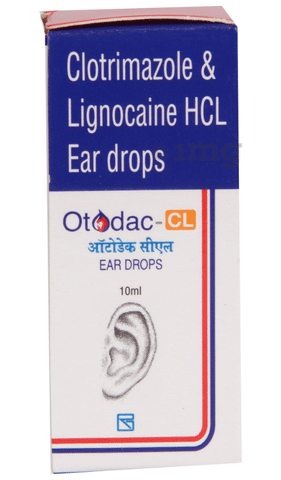 Clotrimazole &
Lignocaine HCL
Ear drops
Otodac-CL
ऑटोडेक सीएल
EAR DROPS
10ml